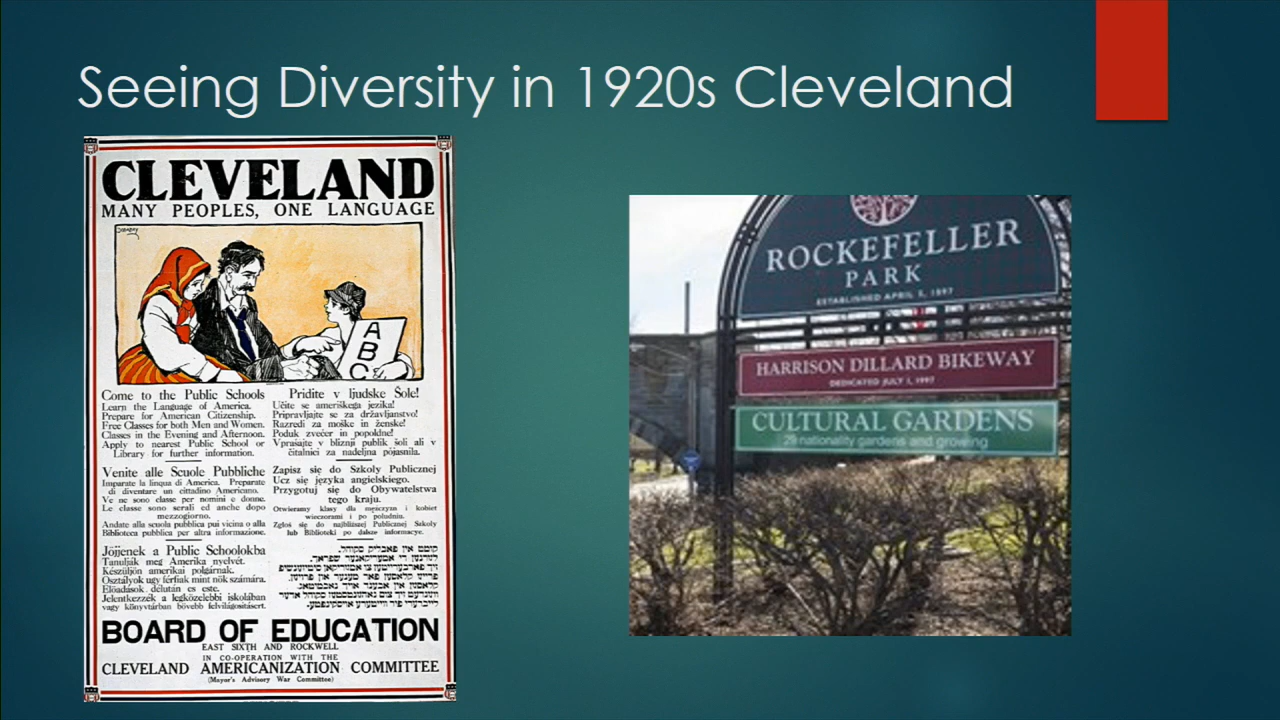 Seeing Diversity in 1920s Cleveland
CLEVELAND
MANY PEOPLES, ONE LANGUAGE
A
B
C
Come to the Public Schools
Learn the Language of America.
Prepare for American Citizenship.
Free Classes for both Men and Women.
Classes in the Evening and Afternoon.
Apply to nearest Public School or
Library for further information.
Pridite v ljudske Šole!
Učite se ameriškega jezika!
Pripravljajte se za državljanstvo!
Razredi za moške in ženske!
Poduk zvečer in popoldne!
Vprašajte v bližnji publik šoli ali v
čitalnici za nadeljna pojasnila.
Venite alle Scuole Pubbliche
Imparate la lingua di America. Preparate
di diventare un cittadino Americano.
Ve ne sono classe per nomini e donne.
Le classe sono serali ed anche dopo
mezzogiorno.
Andate alla scuola pubblica pui vicina o alla
Biblioteca pubblica per altra informazione.
Zapisz się do Szkoły Publicznej
Ucz się języka angielskiego.
Przygotuj się do Obywatelstwa
tego kraju.
Otwieramy klasy dla mężczyzn i kobiet
wieczorami i po południu.
Zgłoś się do najbliższej Publicznej Szkoły
lub Biblioteki po dalsze informacye.
Jöjjenek a Public Schoolokba
Tanulják meg Amerika nyelvét.
Készüljön amerikai polgárnak.
Osztályok ugy férfiak mint nők számára.
Előadások délután és este.
Jelentkezzék a legközelebbi iskolában
vagy könyvtárban bővebb felvilágositásért.
BOARD OF EDUCATION
EAST SIXTH AND ROCKWELL
IN CO-OPERATION WITH THE
CLEVELAND AMERICANIZATION COMMITTEE
(Mayor's Advisory War Committee)
ROCKEFELLER
PARK
ESTABLISHED APRIL 5, 1897
HARRISON DILLARD BIKEWAY
DEDICATED JULY 1, 1997
CULTURAL GARDENS
29 nationality gardens and growing